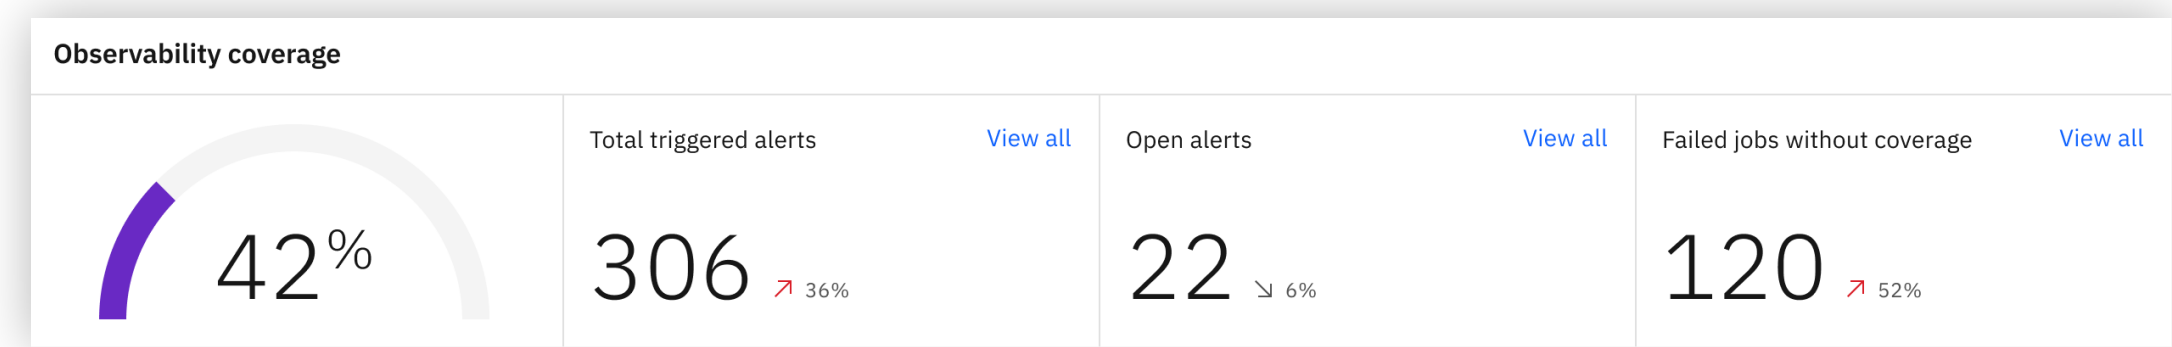 Observability coverage
42%
Total triggered alerts
View all
306
36%
Open alerts
View all
22
6%
Failed jobs without coverage
View all
120
52%